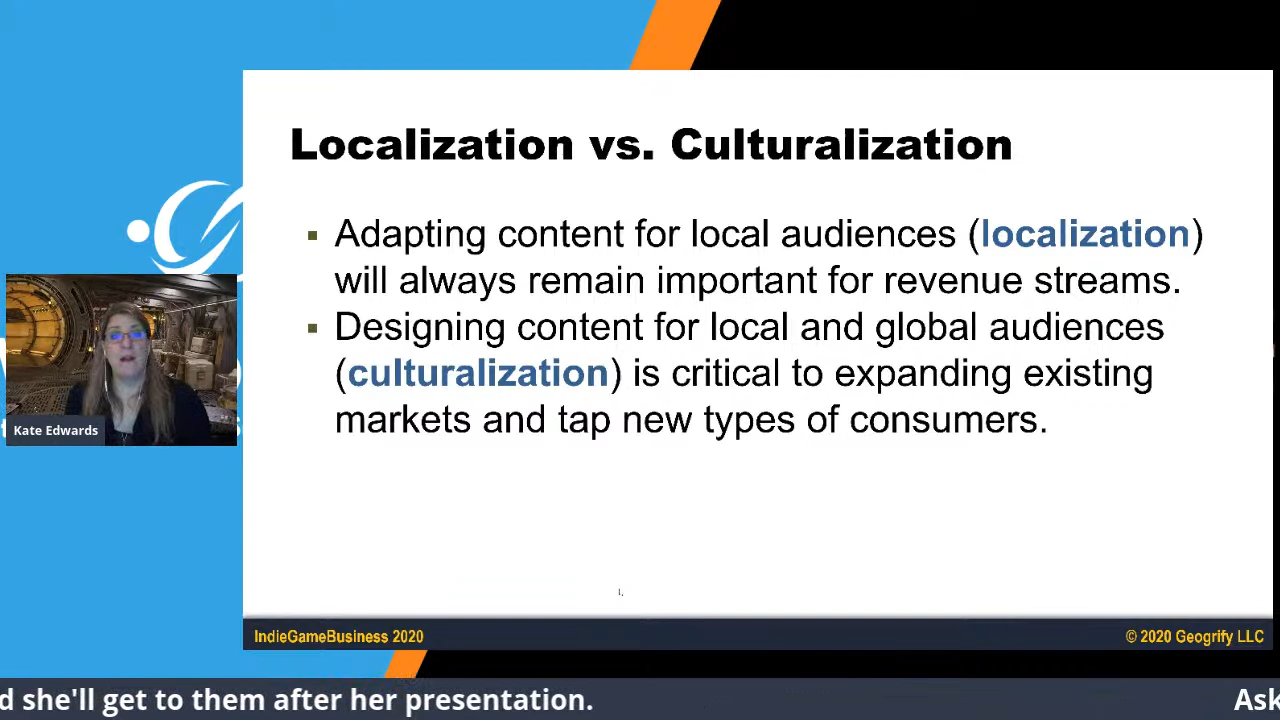 Localization vs. Culturalization
Adapting content for local audiences (localization)
will always remain important for revenue streams.
Designing content for local and global audiences
(culturalization) is critical to expanding existing
markets and tap new types of consumers.
Kate Edwards
IndieGameBusiness 2020
© 2020 Geogrify LLC
d she'll get to them after her presentation.
Ask